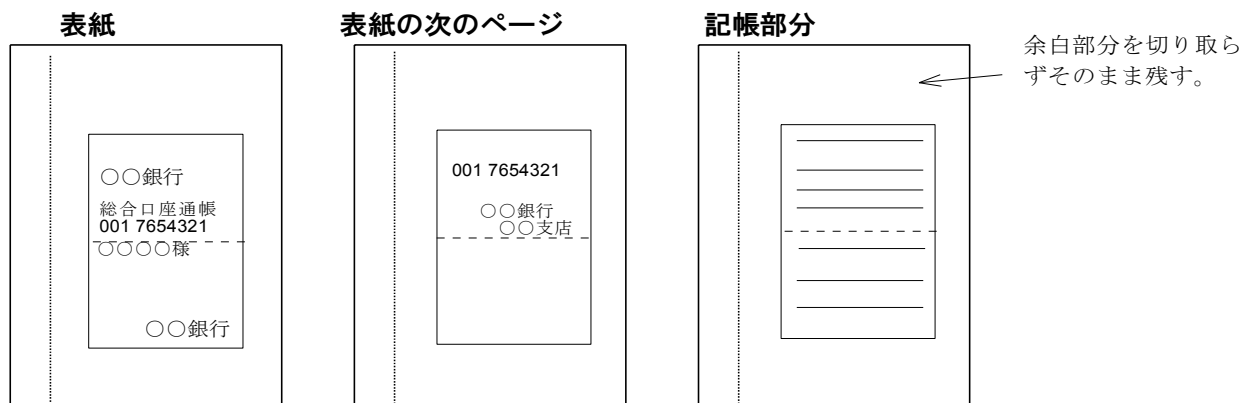 表紙
○○銀行
総合口座通帳
001 7654321
○○○○様
○○銀行
表紙の次のページ
001 7654321
○○銀行
○○支店
記帳部分
余白部分を切り取ら
ずそのまま残す。